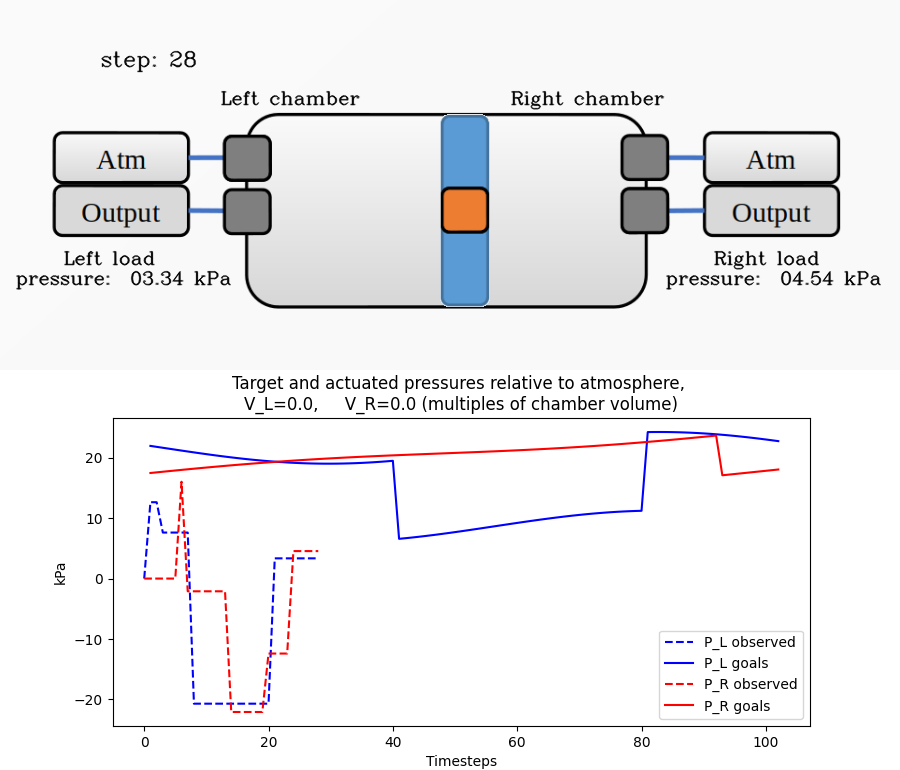 step: 28
Left chamber
Right chamber
Atm
Atm
Output
Output
Left load
pressure: 03.34 kPa
Right load
pressure: 04.54 kPa
Target and actuated pressures relative to atmosphere,
V_L=0.0, V_R=0.0 (multiples of chamber volume)
kPa
20
10
0
−10
−20
P_L observed
P_L goals
P_R observed
P_R goals
0 20 40 60 80 100
Timesteps